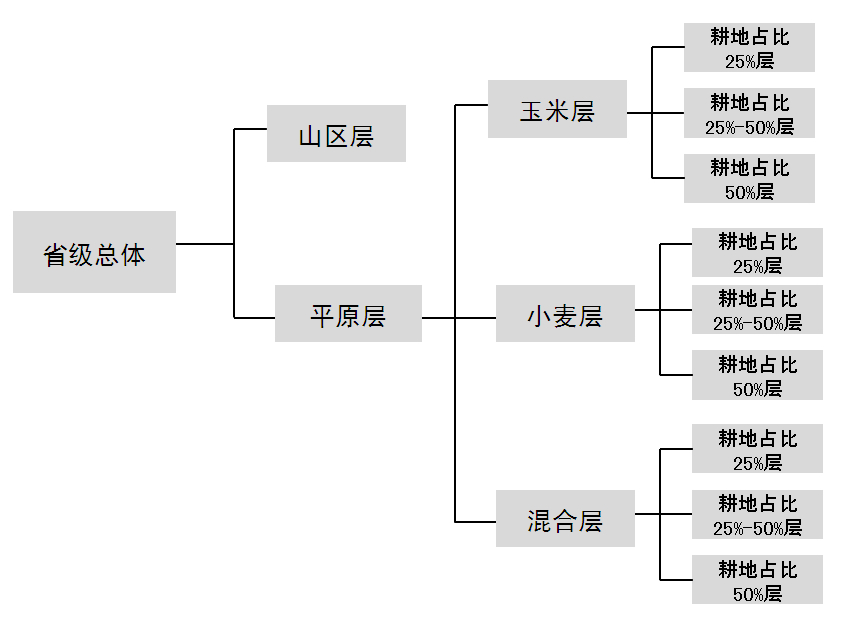 省级总体
山区层
平原层
玉米层
耕地占比
25%层
耕地占比
25%-50%层
耕地占比
50%层
小麦层
耕地占比
25%层
耕地占比
25%-50%层
耕地占比
50%层
混合层
耕地占比
25%层
耕地占比
25%-50%层
耕地占比
50%层